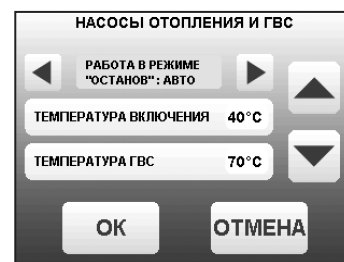 НАСОСЫ ОТОПЛЕНИЯ И ГВС
РАБОТА В РЕЖИМЕ
"ОСТАНОВ": АВТО
ТЕМПЕРАТУРА ВКЛЮЧЕНИЯ 40°C
ТЕМПЕРАТУРА ГВС 70°C
ОК ОТМЕНА